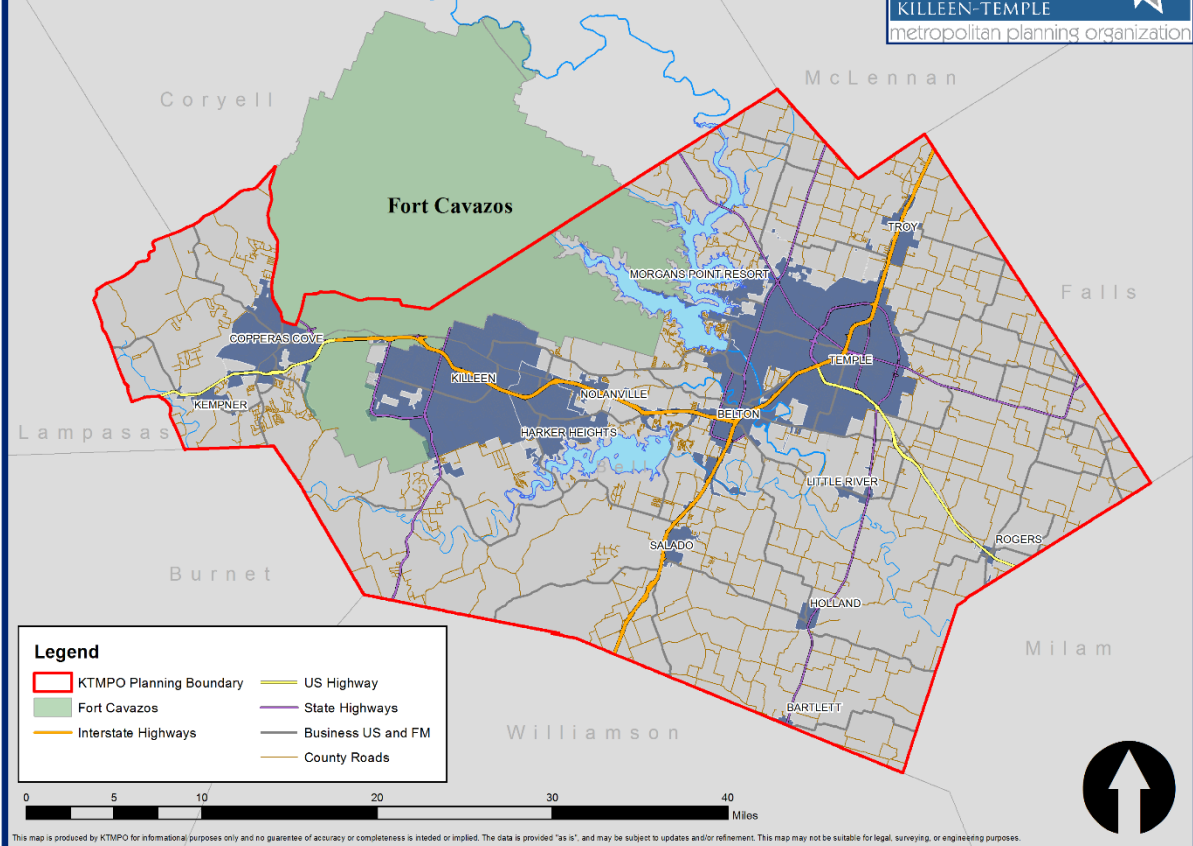 KILLEEN-TEMPLE
metropolitan planning organization
McLennan
Coryell
Fort Cavazos
TROY
MORGANS POINT RESORT
Falls
COPPERAS COVE
TEMPLE
KILLEEN
NOLANVILLE
KEMPNER
BELTON
Lampasas
HARKER HEIGHTS
LITTLE RIVER
ROGERS
SALADO
Burnet
HOLLAND
Milam
BARTLETT
Williamson
Legend
KTMPO Planning Boundary
Fort Cavazos
Interstate Highways
US Highway
State Highways
Business US and FM
County Roads
0 5 10 20 30 40
Miles
This map is produced by KTMPO for informational purposes only and no guarentee of accuracy or completeness is inteded or implied. The data is provided "as is", and may be subject to updates and/or refinement. This map may not be suitable for legal, surveying, or engineering purposes.